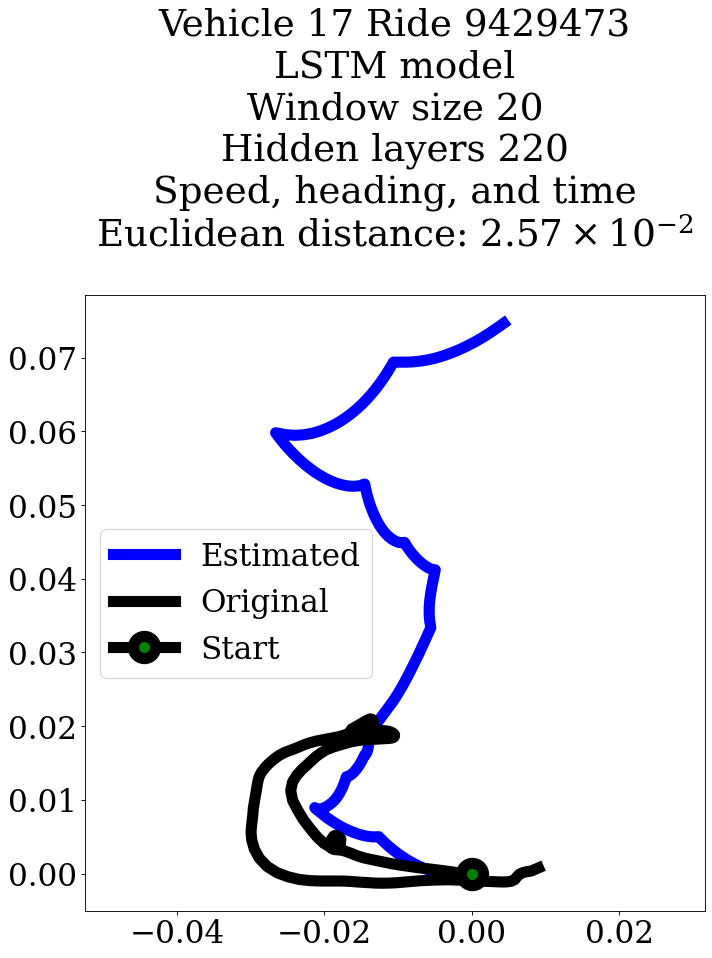 Vehicle 17 Ride 9429473
LSTM model
Window size 20
Hidden layers 220
Speed, heading, and time
Euclidean distance: 2.57 × 10⁻²
0.07
0.06
0.05
0.04
0.03
0.02
0.01
0.00
Estimated
Original
Start
−0.04 −0.02 0.00 0.02